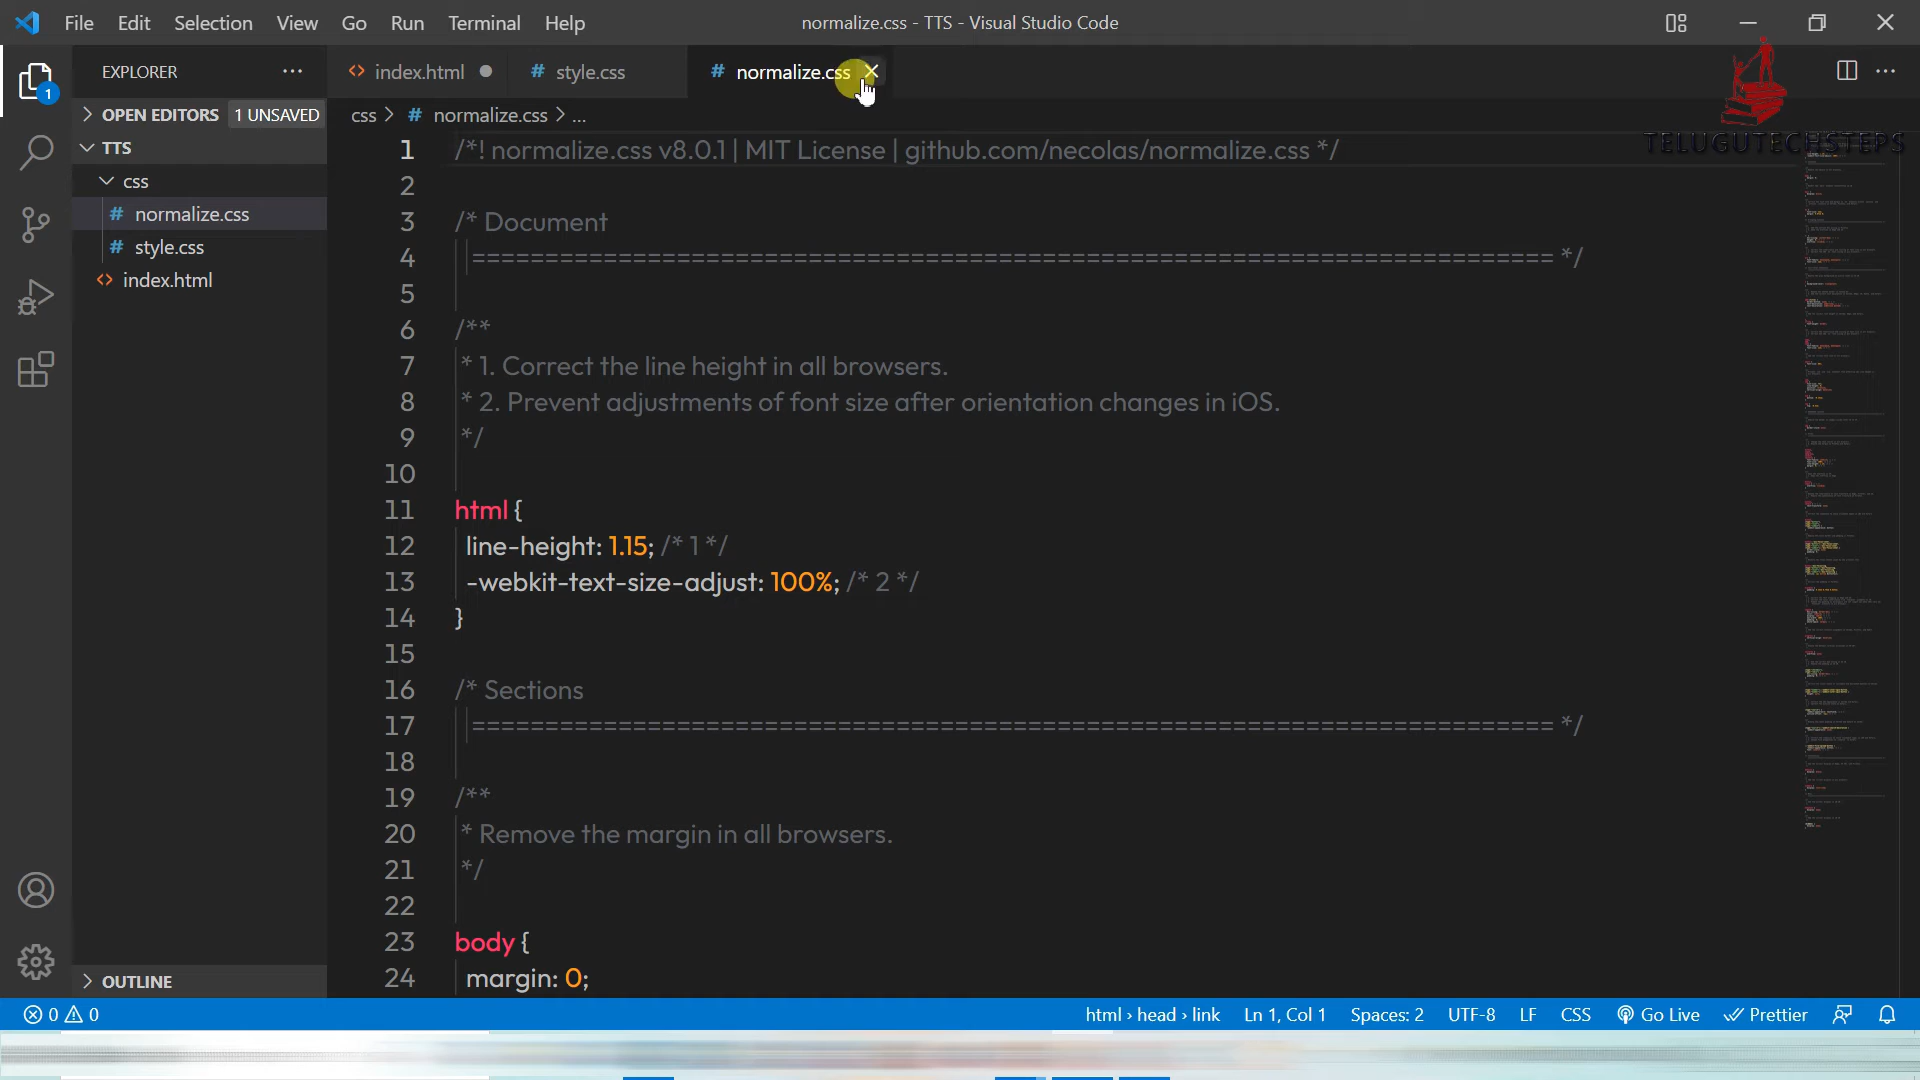 File Edit Selection View Go Run Terminal Help
normalize.css - TTS - Visual Studio Code
EXPLORER
index.html
style.css
normalize.css
TELUGUTECHSTEPS
1
OPEN EDITORS 1 UNSAVED
TTS
css
normalize.css
style.css
index.html
OUTLINE
css > # normalize.css > ...
1 /*! normalize.css v8.0.1 | MIT License | github.com/necolas/normalize.css */
2
3 /* Document
4 ========================================================================== */
5
6 /**
7 * 1. Correct the line height in all browsers.
8 * 2. Prevent adjustments of font size after orientation changes in iOS.
9 */
10
11 html {
12 line-height: 1.15; /* 1 */
13 -webkit-text-size-adjust: 100%; /* 2 */
14 }
15
16 /* Sections
17 ========================================================================== */
18
19 /**
20 * Remove the margin in all browsers.
21 */
22
23 body {
24 margin: 0;
0 0
html › head › link Ln 1, Col 1 Spaces: 2 UTF-8 LF CSS Go Live Prettier